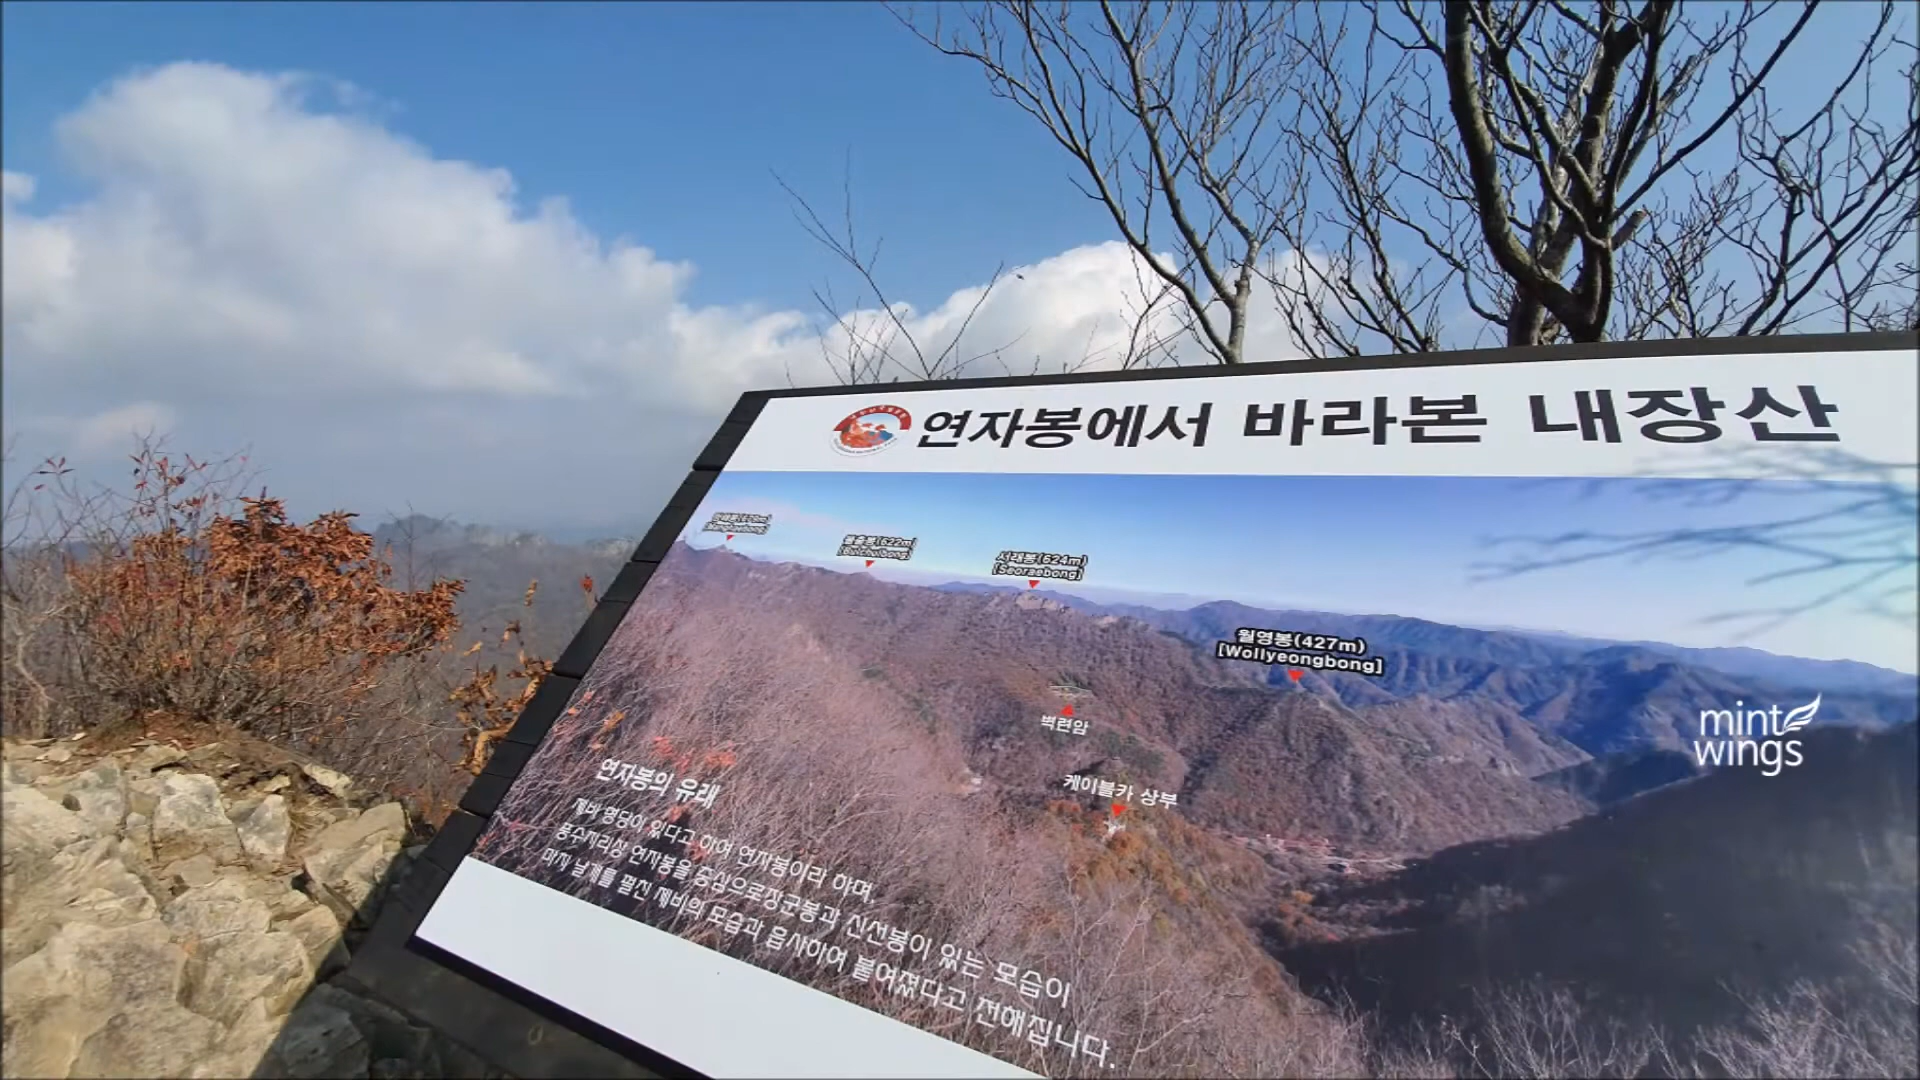 연자봉에서 바라본 내장산
망해봉(679m)
[Manghaebong]
불출봉(622m)
[Bulchulbong]
서래봉(624m)
[Seoraebong]
월영봉(427m)
[Wollyeongbong]
벽련암
케이블카 상부
mint
wings
연자봉의 유래
제비 명당이 있다고 하여 연자봉이라 하며,
풍수지리상 연자봉을 중심으로장군봉과 신선봉이 있는 모습이
마치 날개를 펼친 제비의 모습과 흡사하여 붙여졌다고 전해집니다.